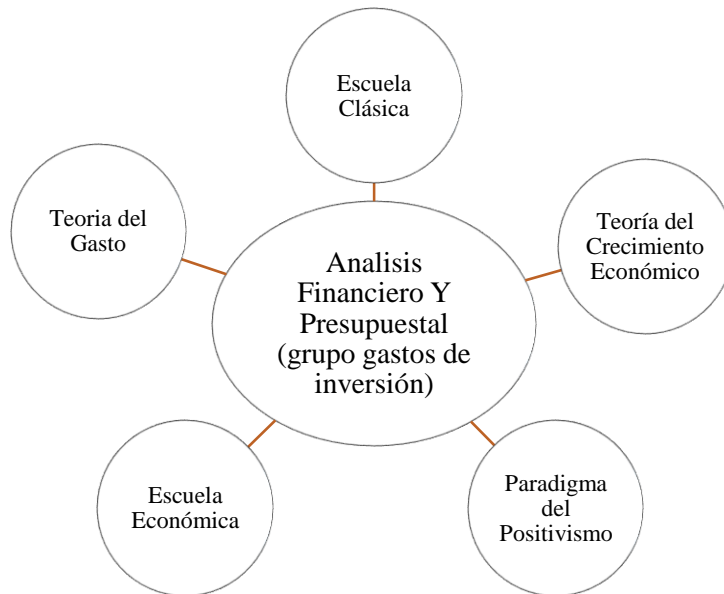 Escuela
Clásica
Teoria del
Gasto
Teoría del
Crecimiento
Económico
Analisis
Financiero Y
Presupuestal
(grupo gastos de
inversión)
Escuela
Económica
Paradigma
del
Positivismo